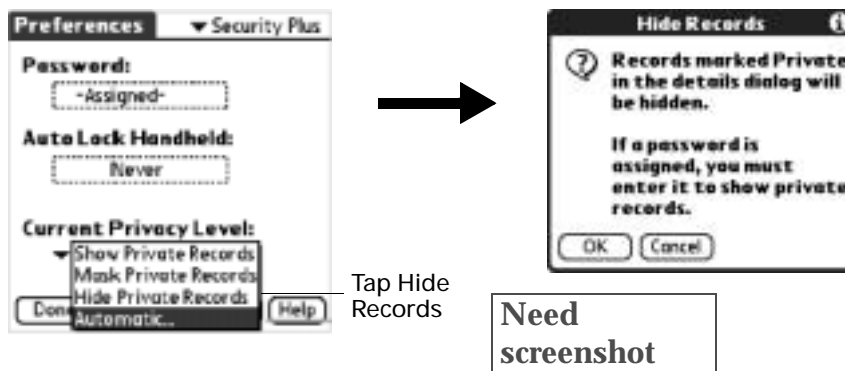 Preferences
Security Plus
Password:
-Assigned-
Auto Lock Handheld:
Never
Current Privacy Level:
Show Private Records
Mask Private Records
Hide Private Records
Automatic...
Help
Tap Hide
Records
Hide Records
Records marked Private
in the details dialog will
be hidden.
If a password is
assigned, you must
enter it to show private
records.
OK Cancel
Need
screenshot